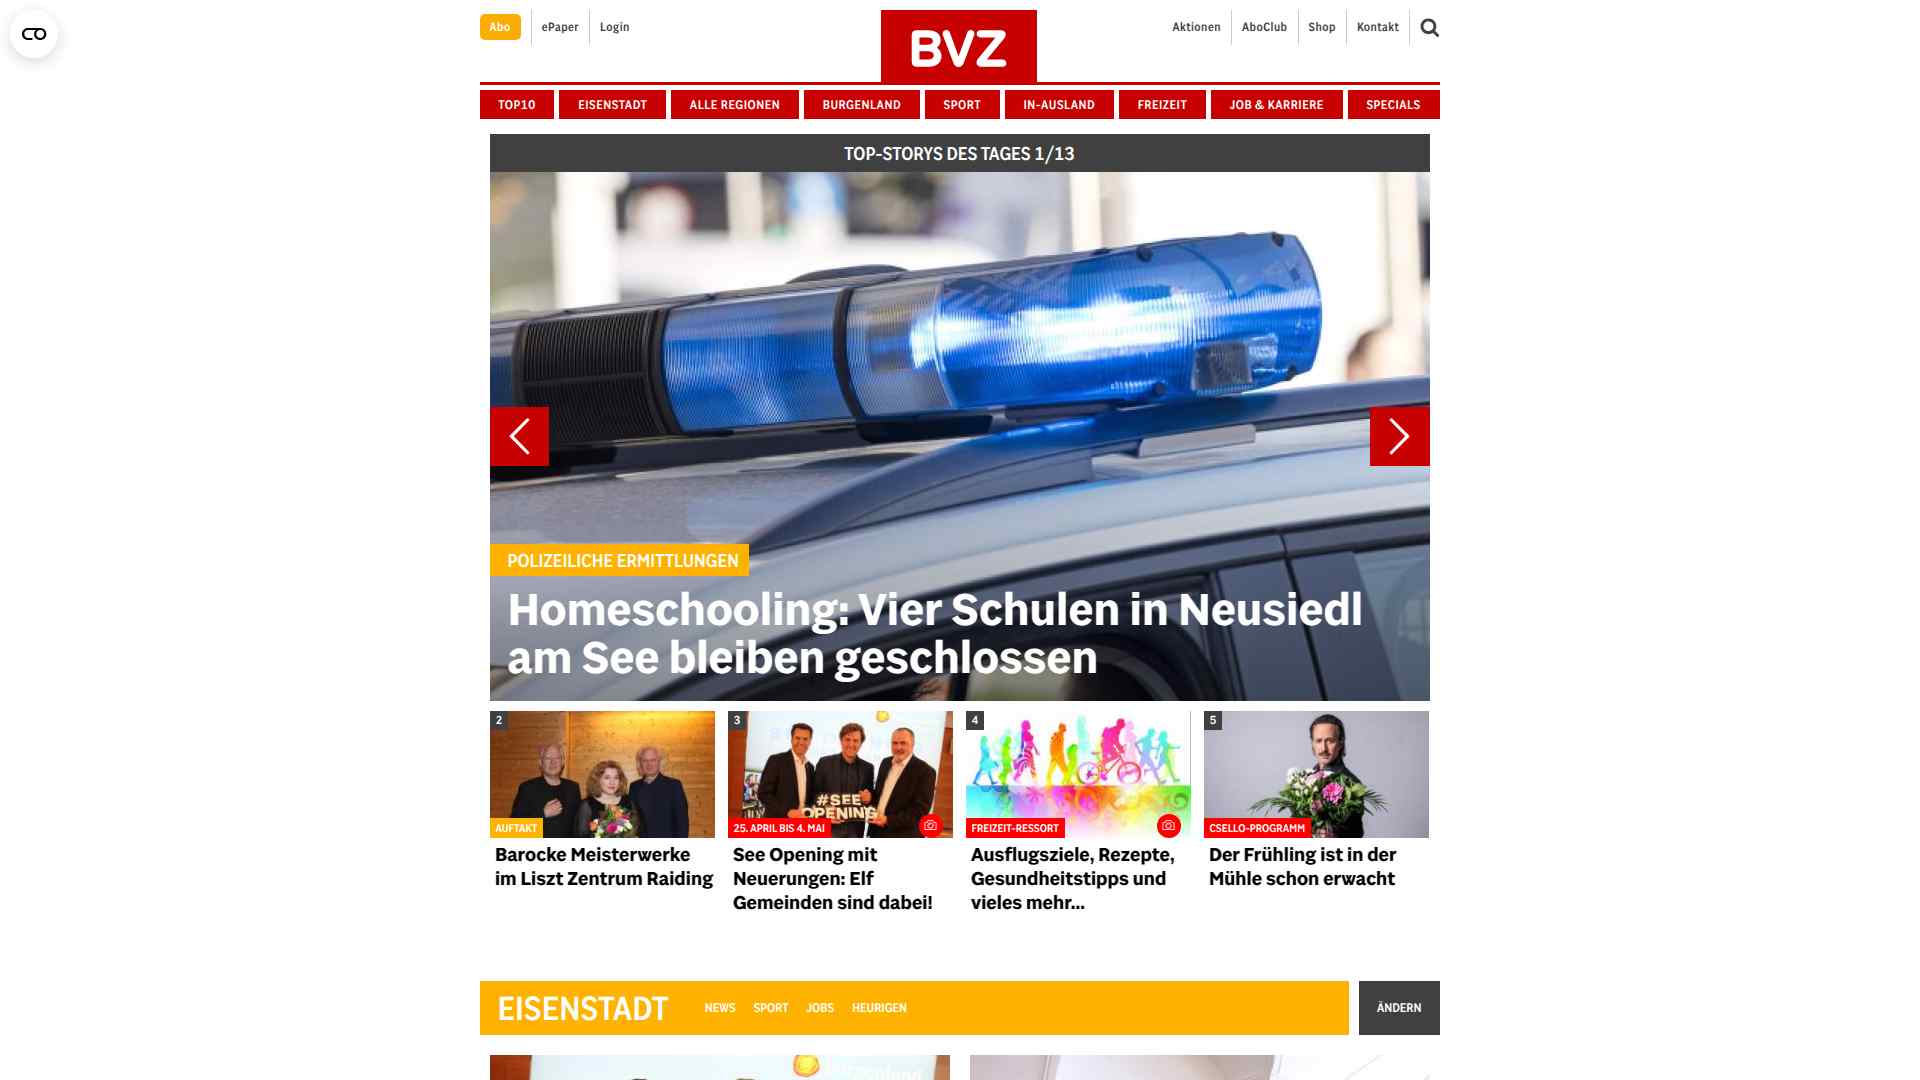 Abo
ePaper
Login
BVZ
Aktionen
AboClub
Shop
Kontakt
TOP10
EISENSTADT
ALLE REGIONEN
BURGENLAND
SPORT
IN-AUSLAND
FREIZEIT
JOB & KARRIERE
SPECIALS
TOP-STORYS DES TAGES 1/13
POLIZEILICHE ERMITTLUNGEN
Homeschooling: Vier Schulen in Neusiedl
am See bleiben geschlossen
2
AUFTAKT
Barocke Meisterwerke
im Liszt Zentrum Raiding
3
#SEE
OPENING
25. APRIL BIS 4. MAI
See Opening mit
Neuerungen: Elf
Gemeinden sind dabei!
4
FREIZEIT-RESSORT
Ausflugsziele, Rezepte,
Gesundheitstipps und
vieles mehr...
5
CSELLO-PROGRAMM
Der Frühling ist in der
Mühle schon erwacht
EISENSTADT
NEWS
SPORT
JOBS
HEURIGEN
ÄNDERN